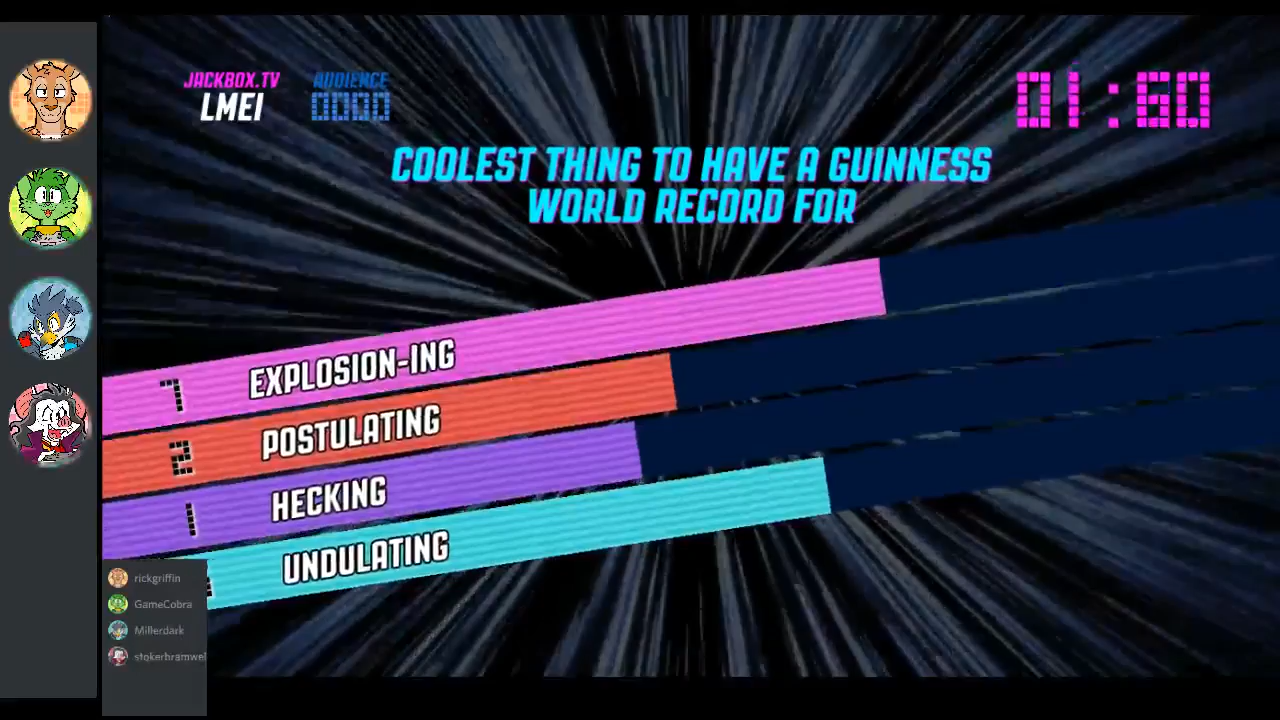 JACKBOX.TV
LMEI
AUDIENCE
0000
01:60
COOLEST THING TO HAVE A GUINNESS
WORLD RECORD FOR
7 EXPLOSION-ING
2 POSTULATING
1 HECKING
UNDULATING
rickgriffin
GameCobra
Millerdark
stokerbramwel